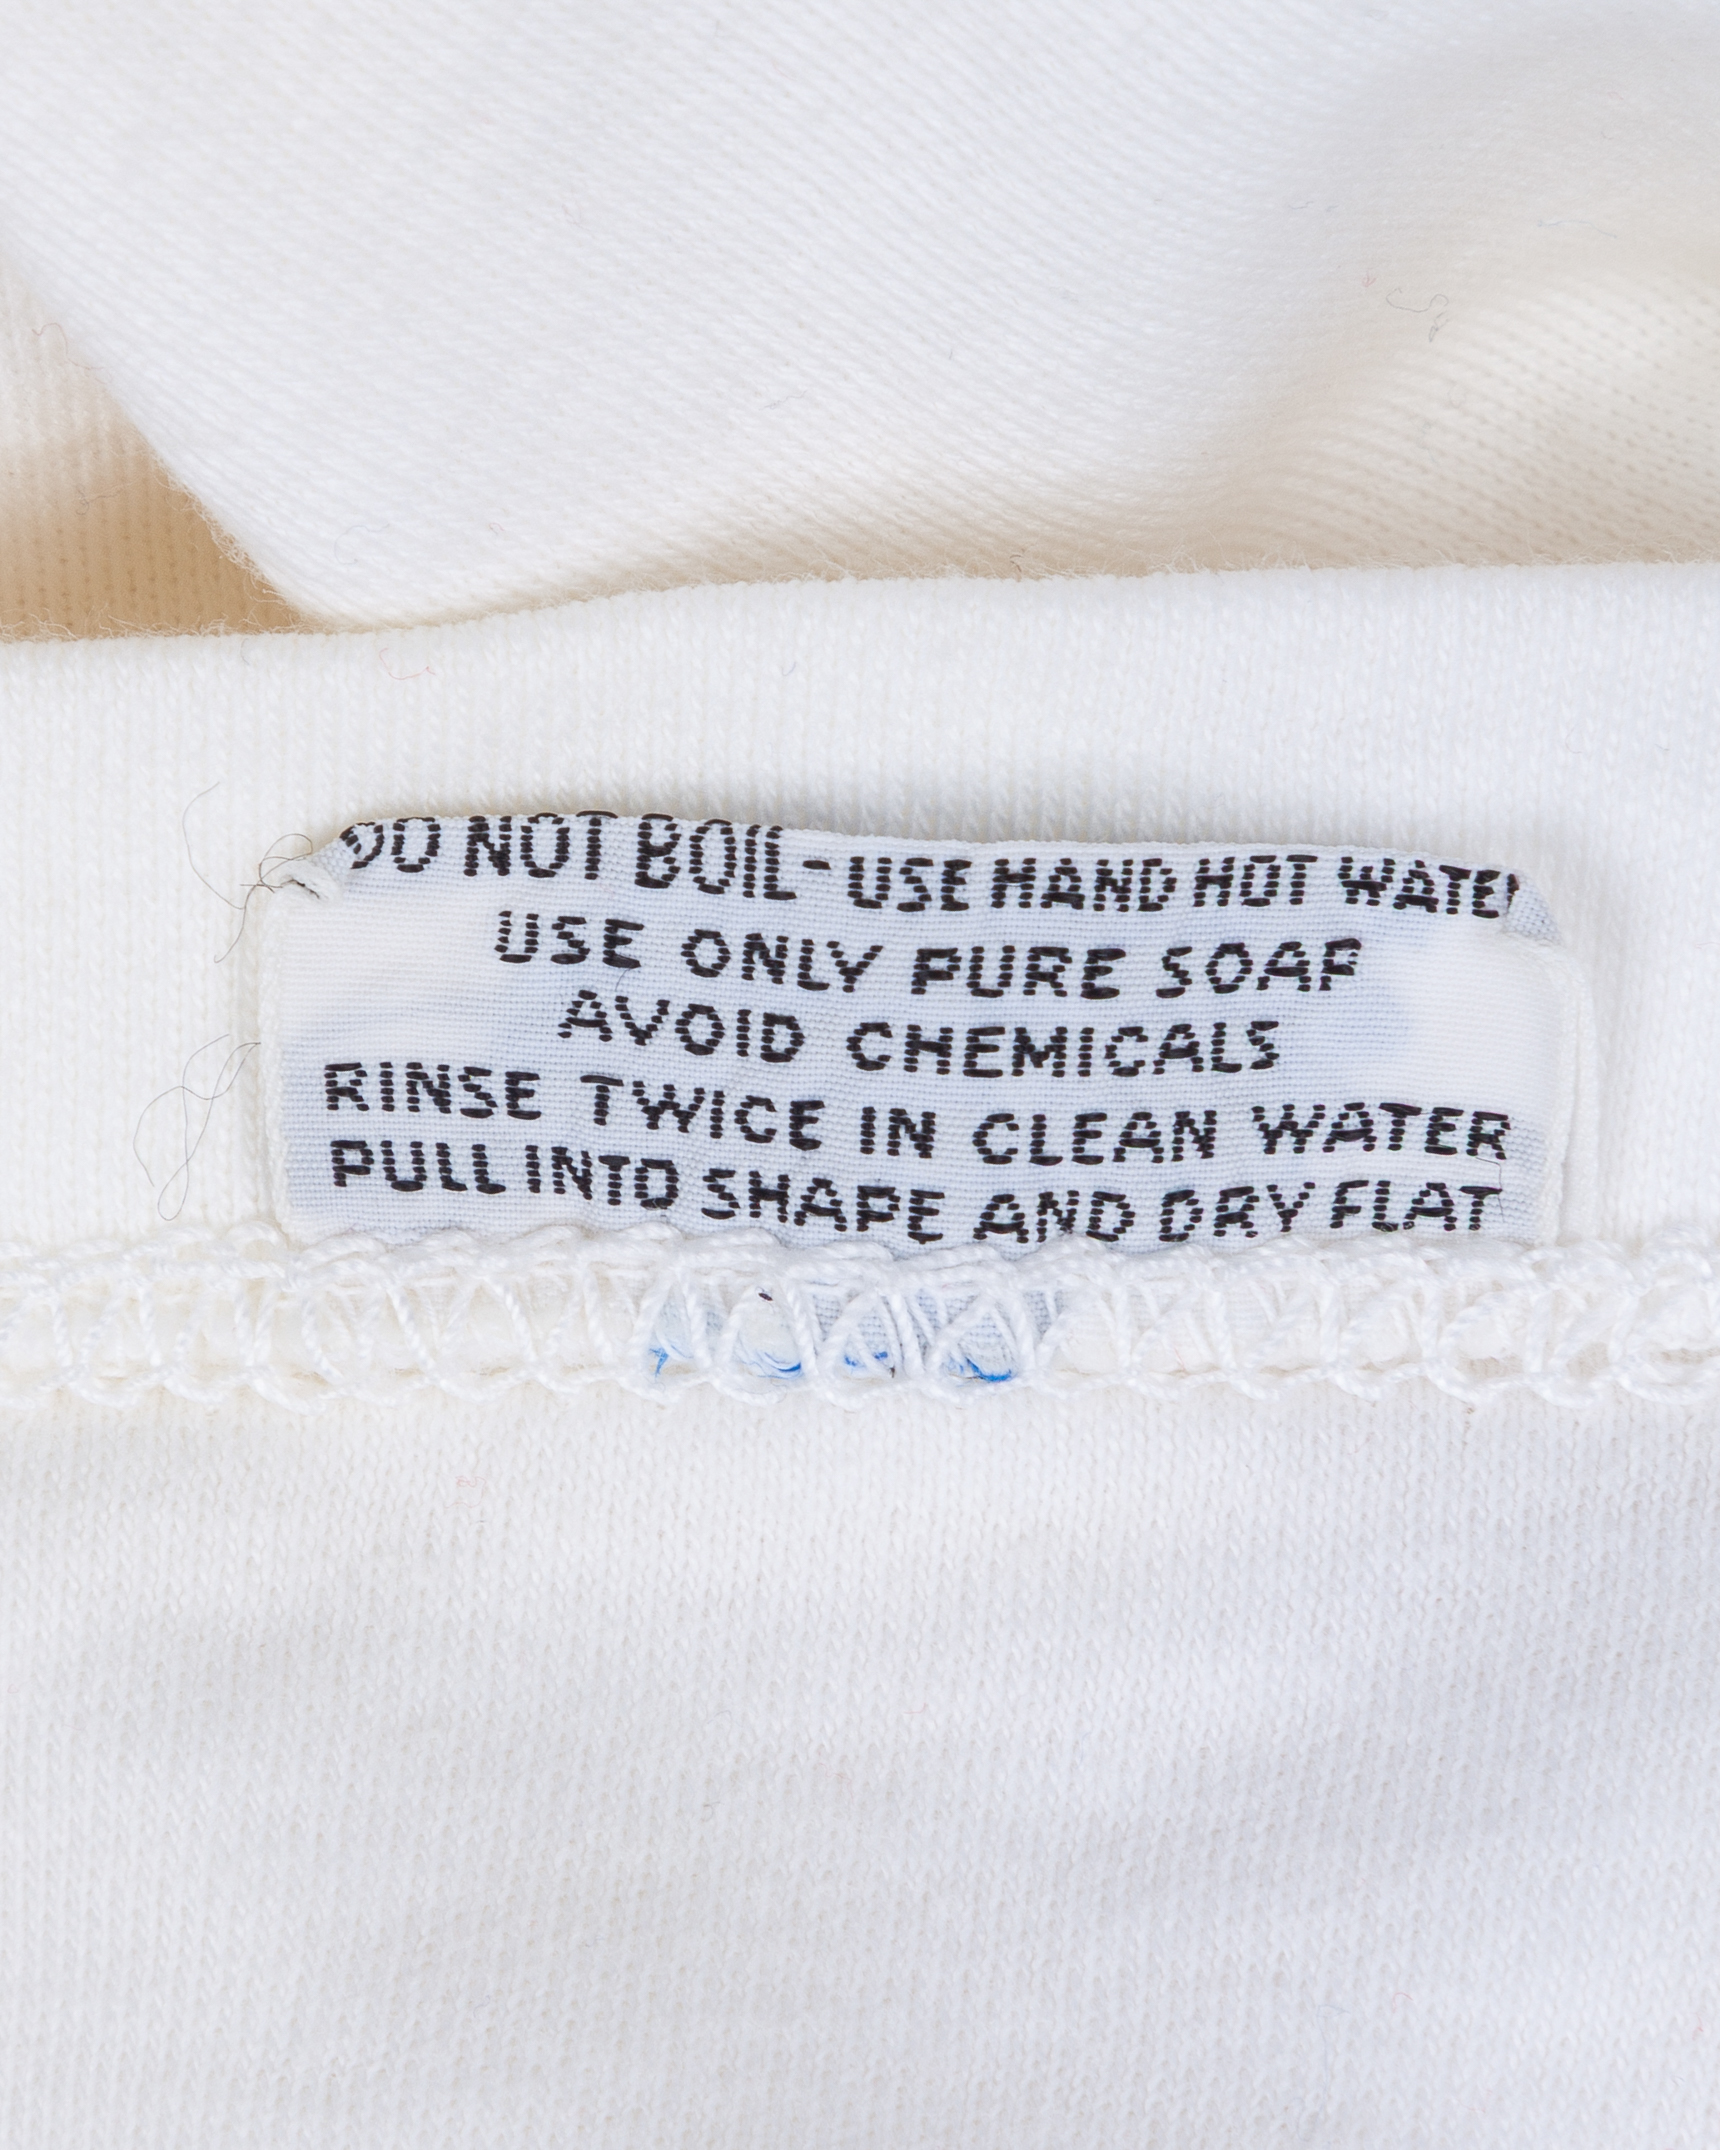 DO NOT BOIL - USE HAND HOT WATER
USE ONLY PURE SOAP
AVOID CHEMICALS
RINSE TWICE IN CLEAN WATER
PULL INTO SHAPE AND DRY FLAT